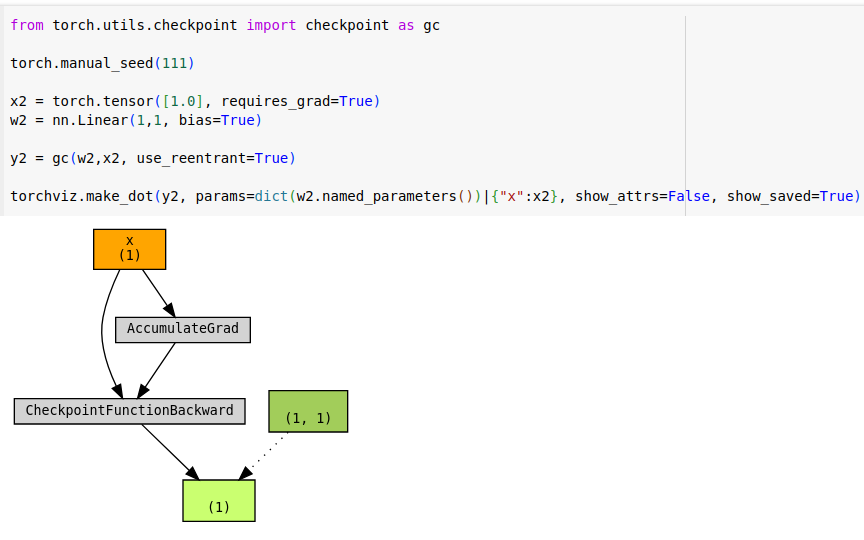 from torch.utils.checkpoint import checkpoint as gc
torch.manual_seed(111)
x2 = torch.tensor([1.0], requires_grad=True)
w2 = nn.Linear(1,1, bias=True)
y2 = gc(w2,x2, use_reentrant=True)
torchviz.make_dot(y2, params=dict(w2.named_parameters())|{"x":x2}, show_attrs=False, show_saved=True)
x
(1)
AccumulateGrad
CheckpointFunctionBackward
(1, 1)
(1)